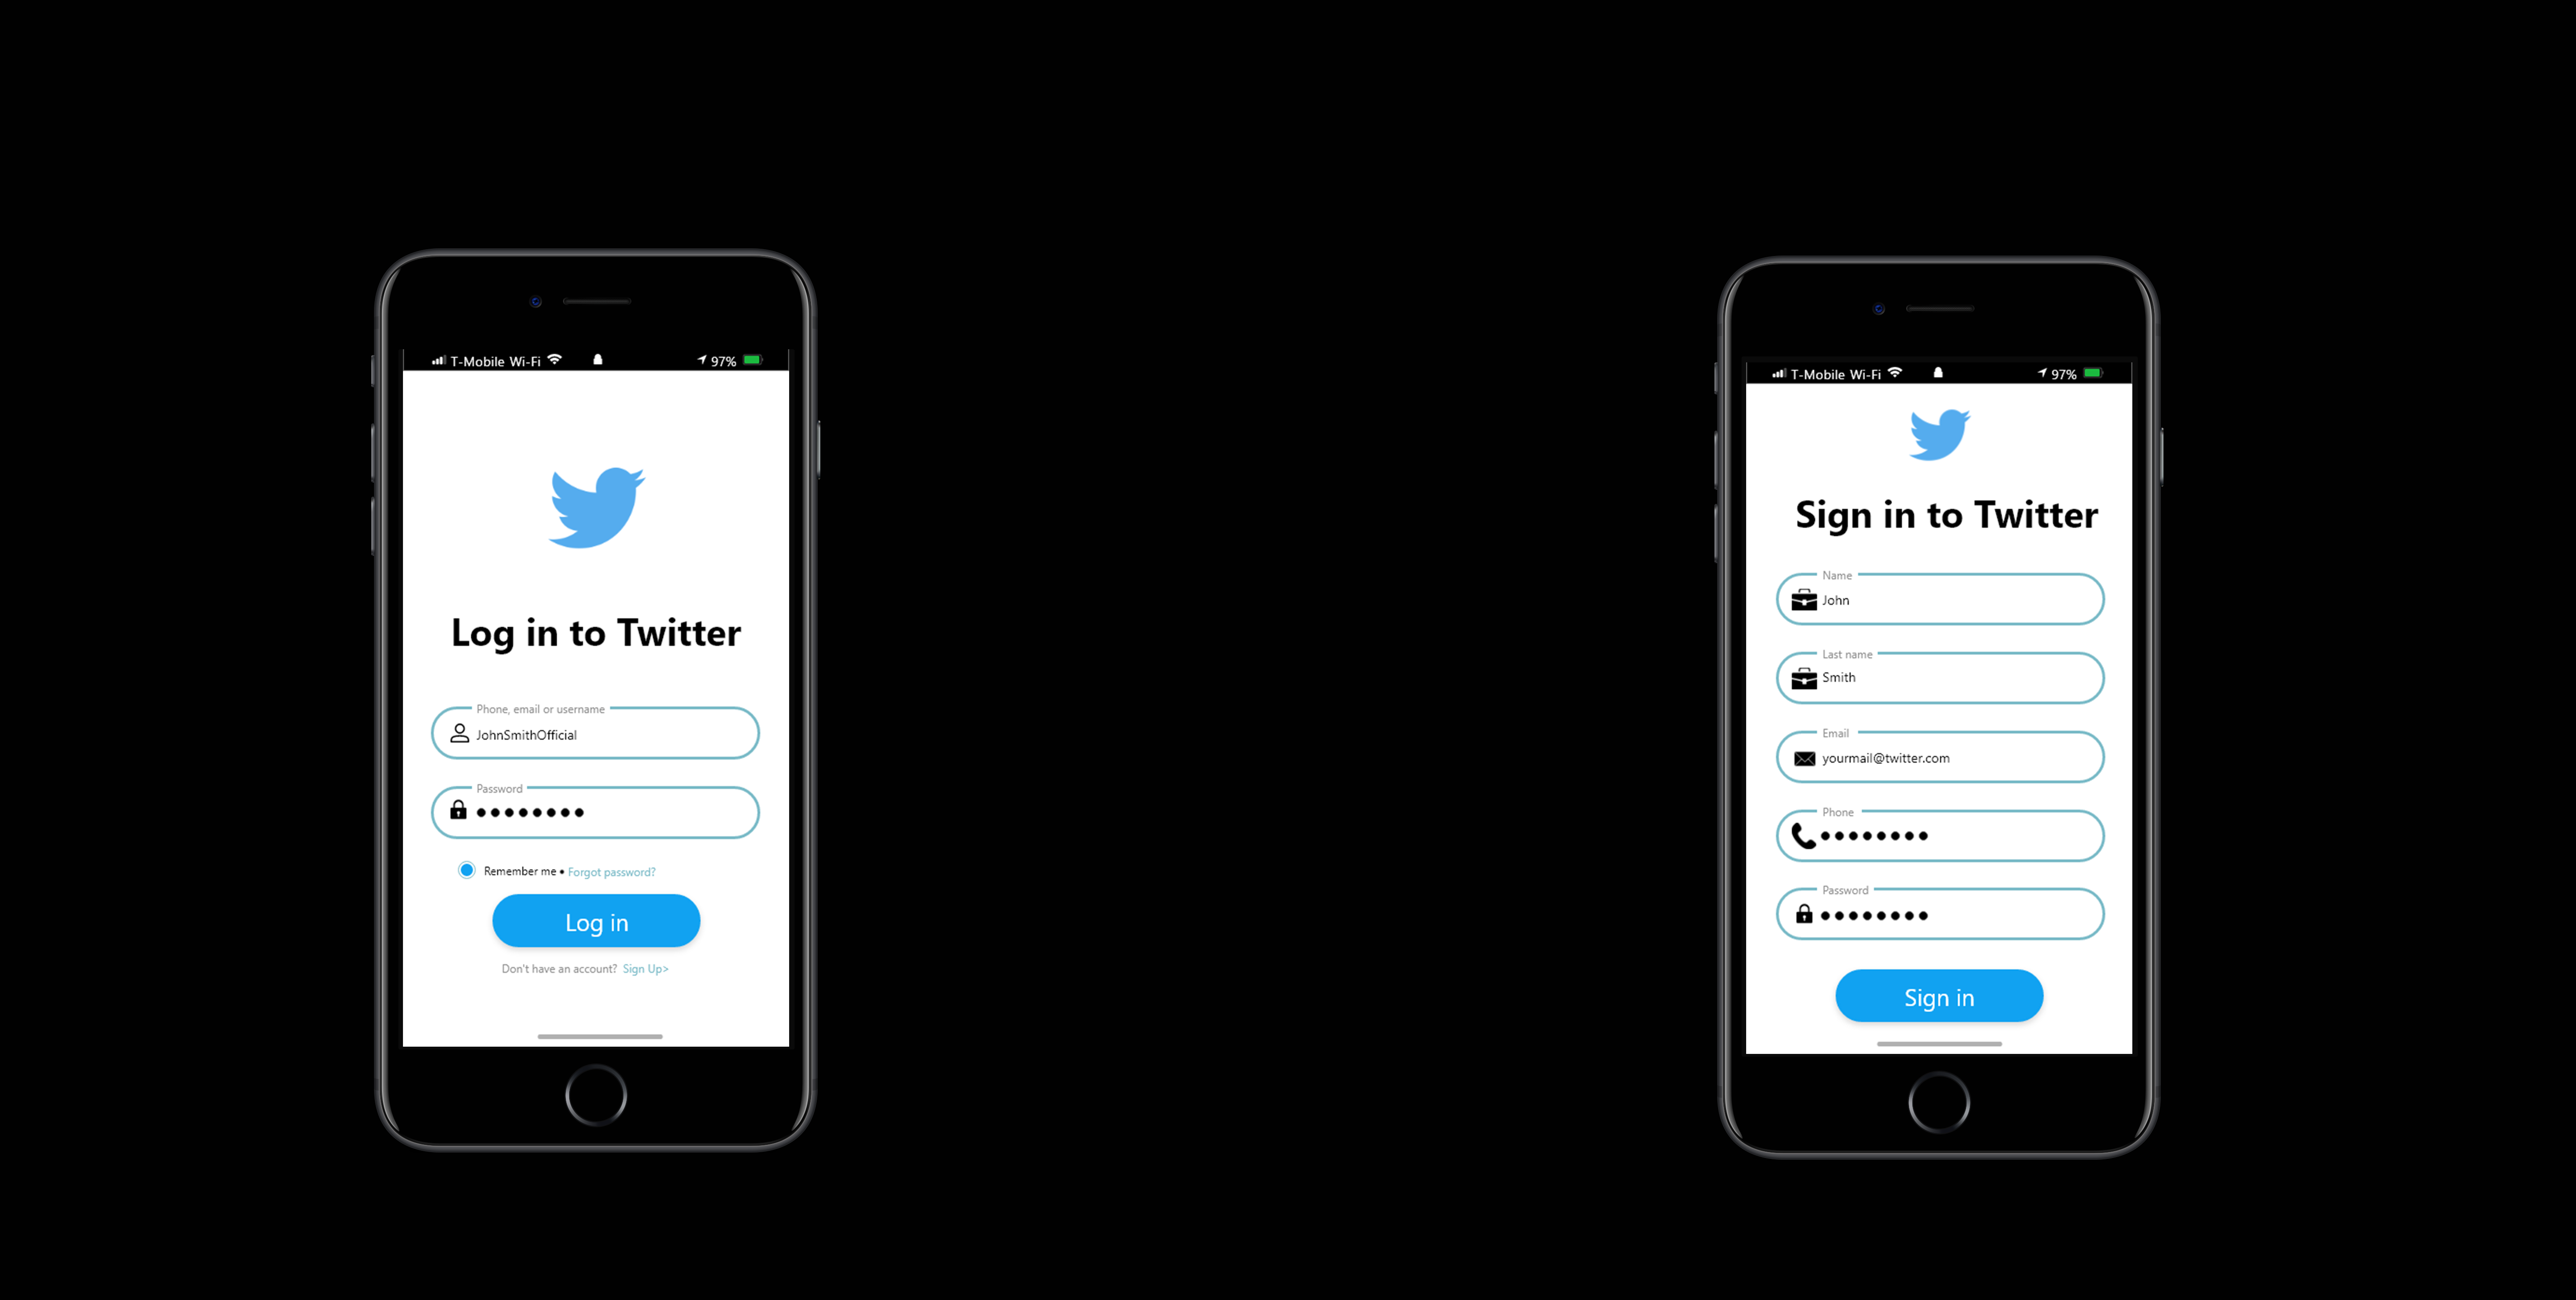 T-Mobile Wi-Fi 97%
Log in to Twitter
Phone, email or username
JohnSmithOfficial
Password
Remember me • Forgot password?
Log in
Don't have an account? Sign Up>
T-Mobile Wi-Fi 97%
Sign in to Twitter
Name
John
Last name
Smith
Email
yourmail@twitter.com
Phone
Password
Sign in